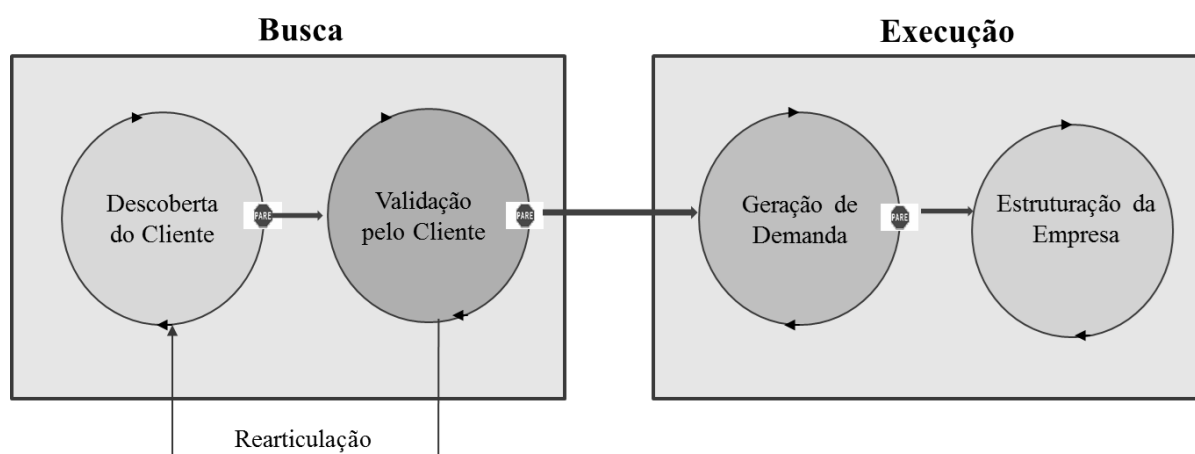 Busca
Execução
Descoberta
do Cliente
PARE
Validação
pelo Cliente
PARE
Geração de
Demanda
PARE
Estruturação da
Empresa
Rearticulação